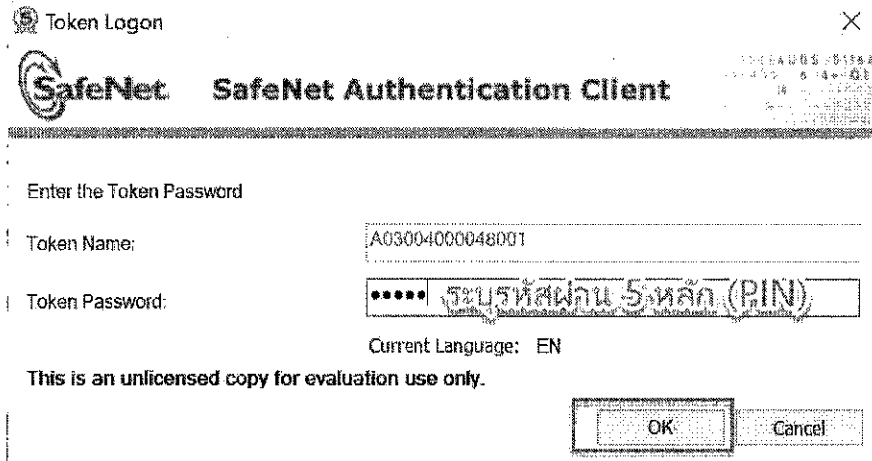 Token Logon
SafeNet. SafeNet Authentication Client
Enter the Token Password
Token Name: A03004000048001
Token Password: ••••• ระบุรหัสผ่าน 5 หลัก (PIN)
Current Language: EN
This is an unlicensed copy for evaluation use only.
OK Cancel